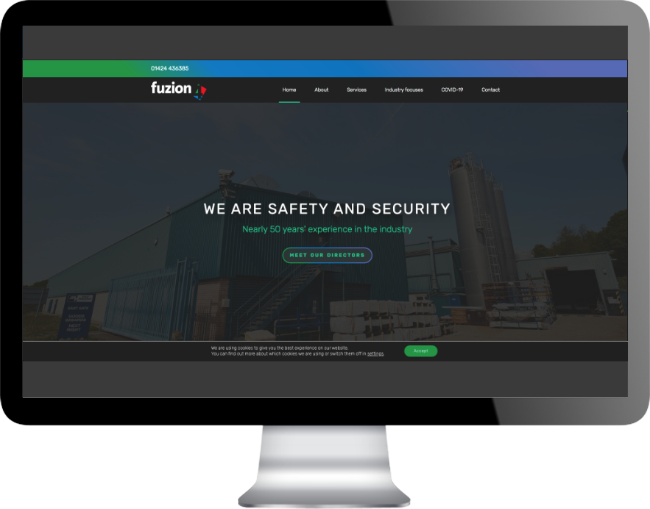 01424 436385
fuzion
Home About Services Industry focuses COVID-19 Contact
WE ARE SAFETY AND SECURITY
Nearly 50 years' experience in the industry
MEET OUR DIRECTORS
We are using cookies to give you the best experience on our website.
You can find out more about which cookies we are using or switch them off in settings.
Accept